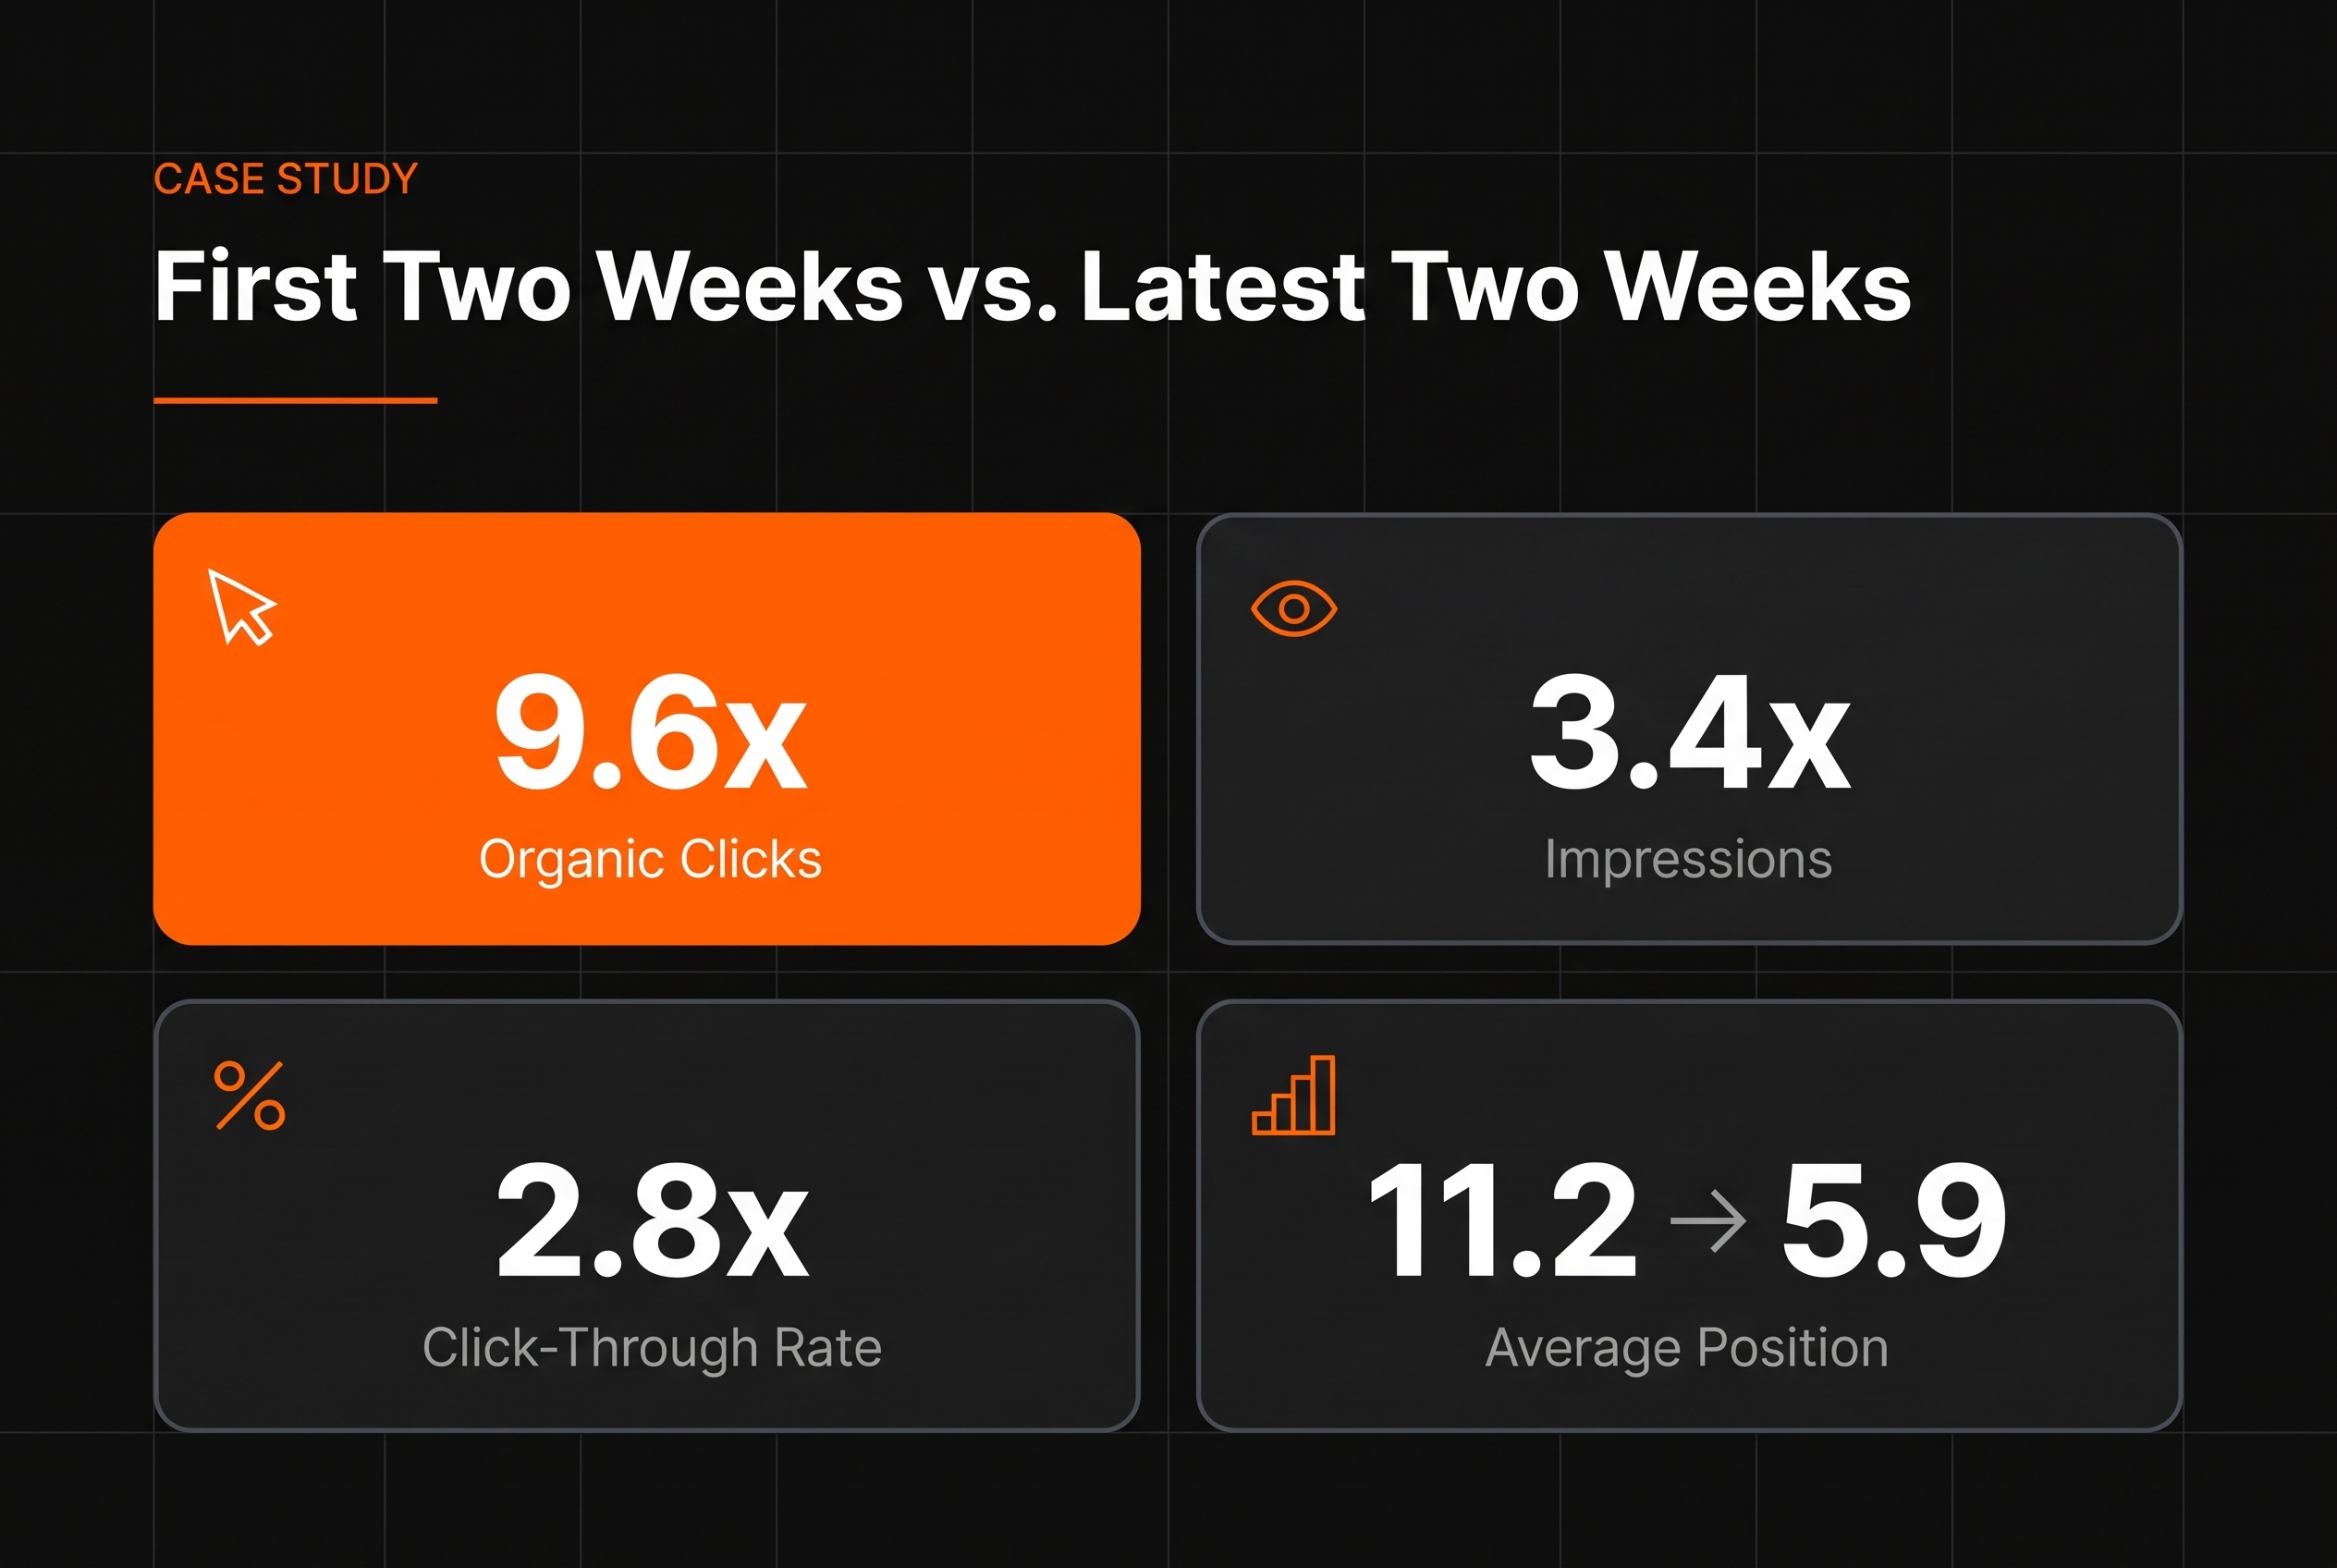 CASE STUDY
First Two Weeks vs. Latest Two Weeks
9.6x
Organic Clicks
3.4x
Impressions
2.8x
Click-Through Rate
11.2 → 5.9
Average Position